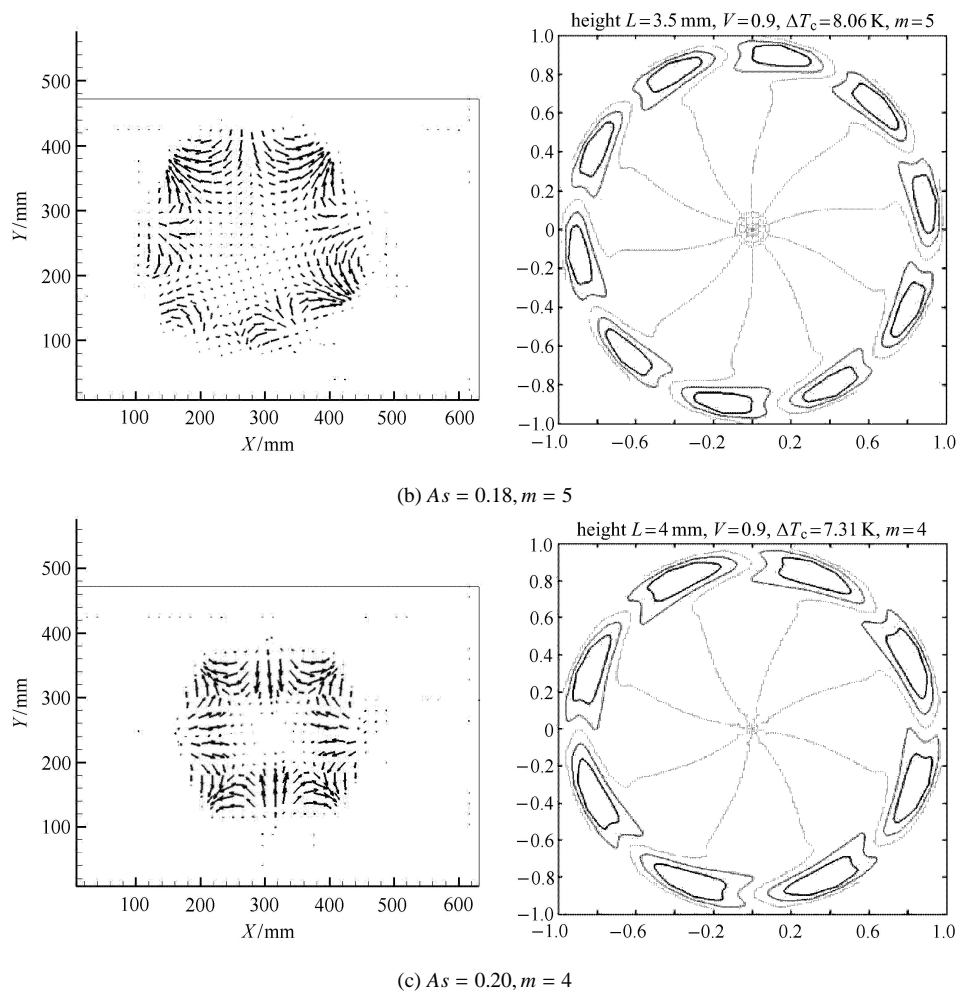 height L=3.5 mm, V=0.9, ΔT_c=8.06 K, m=5
500
400
300
200
100
Y/mm
100 200 300 400 500 600
X/mm
1.0
0.8
0.6
0.4
0.2
0
−0.2
−0.4
−0.6
−0.8
−1.0
−1.0 −0.6 −0.2 0.2 0.6 1.0
(b) As = 0.18, m = 5
height L=4 mm, V=0.9, ΔT_c=7.31 K, m=4
500
400
300
200
100
Y/mm
100 200 300 400 500 600
X/mm
1.0
0.8
0.6
0.4
0.2
0
−0.2
−0.4
−0.6
−0.8
−1.0
−1.0 −0.6 −0.2 0.2 0.6 1.0
(c) As = 0.20, m = 4